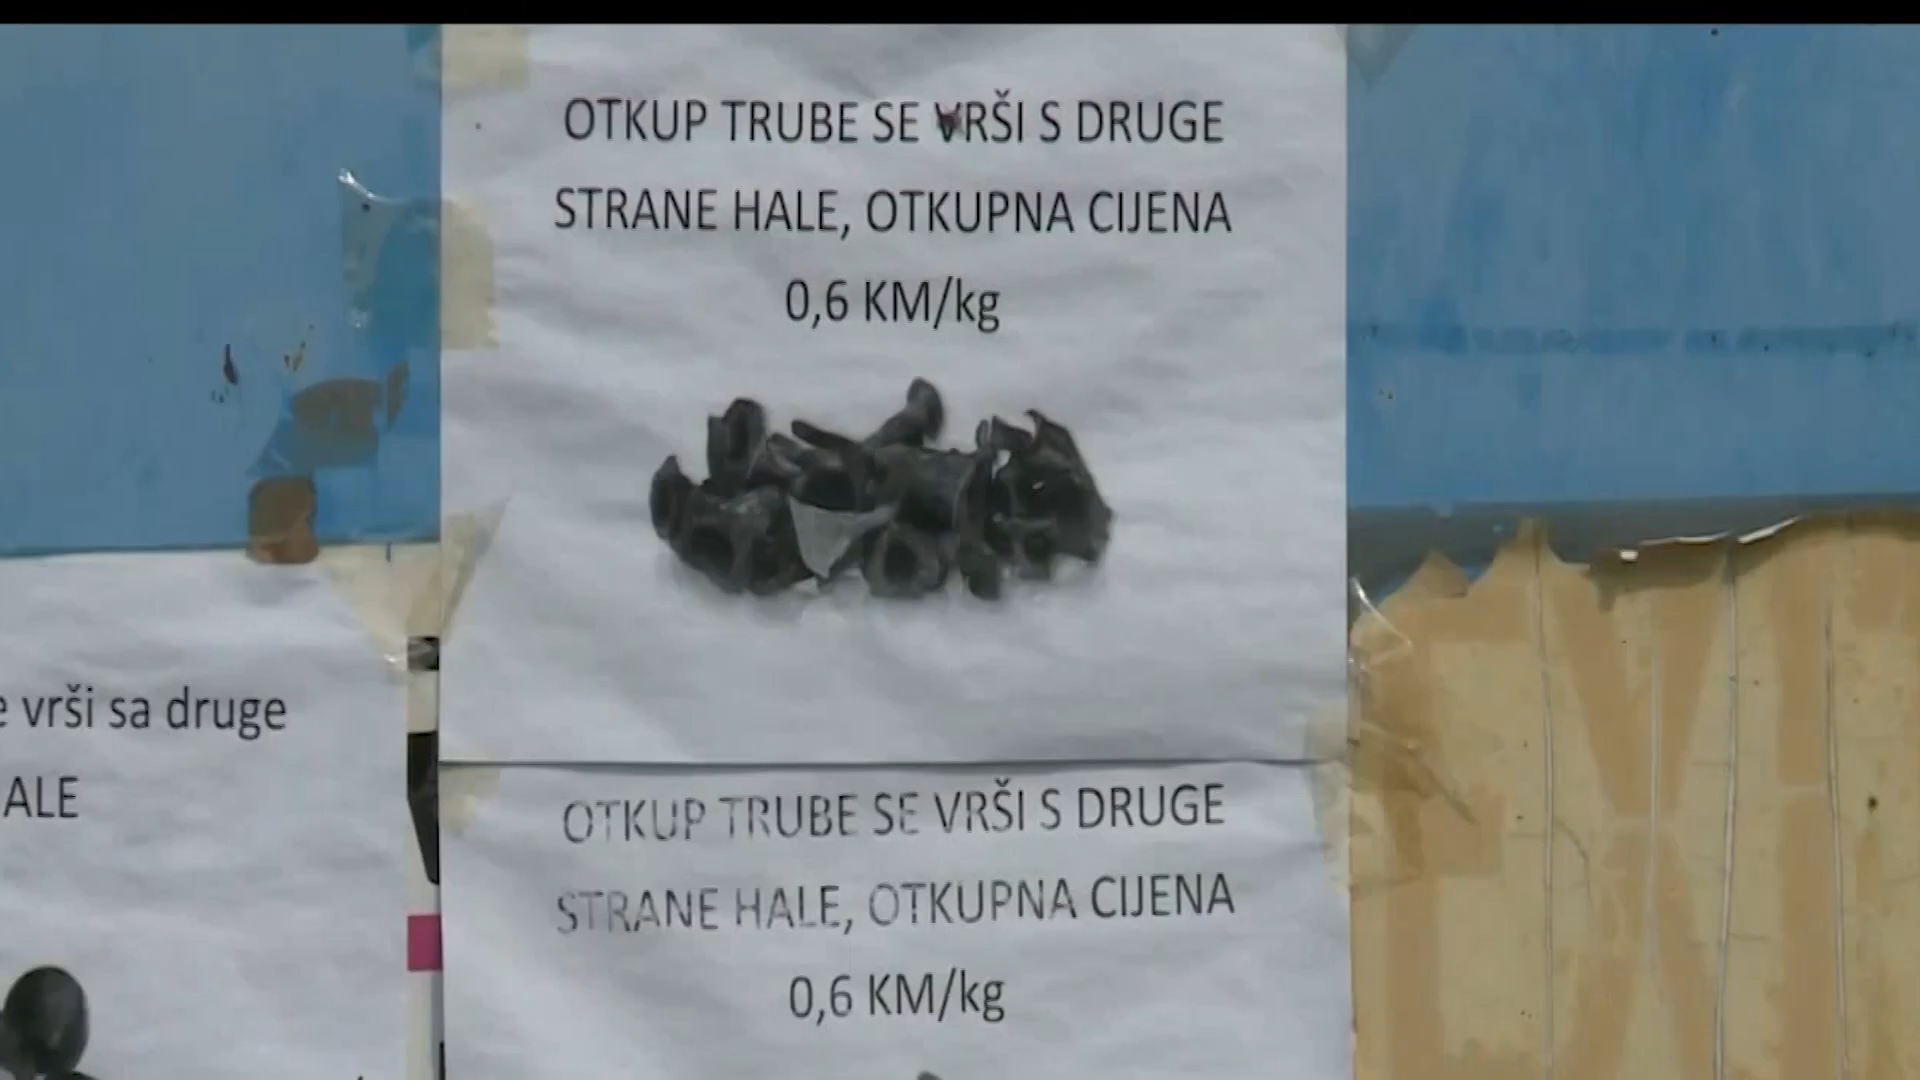 OTKUP TRUBE SE VRŠI S DRUGE
STRANE HALE, OTKUPNA CIJENA
0,6 KM/kg
e vrši sa druge
ALE
OTKUP TRUBE SE VRŠI S DRUGE
STRANE HALE, OTKUPNA CIJENA
0,6 KM/kg